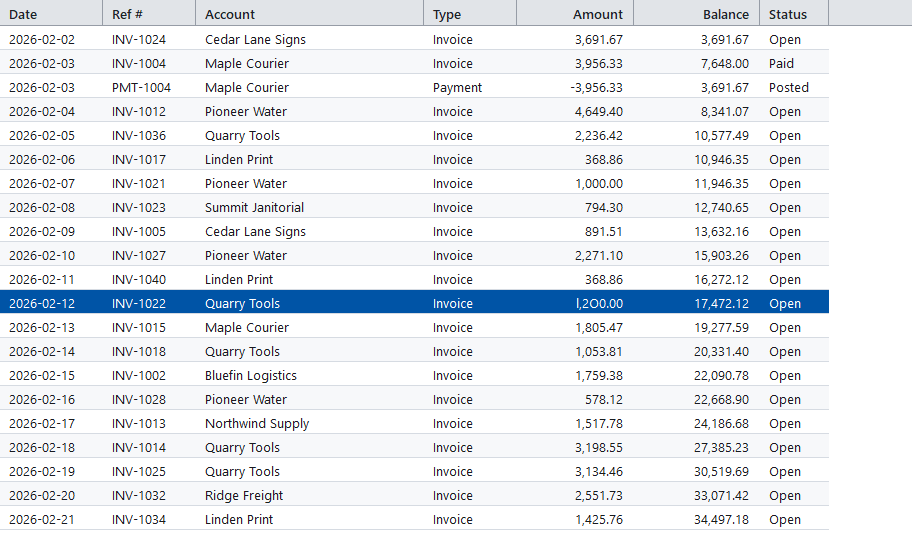 Date Ref # Account Type Amount Balance Status
2026-02-02 INV-1024 Cedar Lane Signs Invoice 3,691.67 3,691.67 Open
2026-02-03 INV-1004 Maple Courier Invoice 3,956.33 7,648.00 Paid
2026-02-03 PMT-1004 Maple Courier Payment -3,956.33 3,691.67 Posted
2026-02-04 INV-1012 Pioneer Water Invoice 4,649.40 8,341.07 Open
2026-02-05 INV-1036 Quarry Tools Invoice 2,236.42 10,577.49 Open
2026-02-06 INV-1017 Linden Print Invoice 368.86 10,946.35 Open
2026-02-07 INV-1021 Pioneer Water Invoice 1,000.00 11,946.35 Open
2026-02-08 INV-1023 Summit Janitorial Invoice 794.30 12,740.65 Open
2026-02-09 INV-1005 Cedar Lane Signs Invoice 891.51 13,632.16 Open
2026-02-10 INV-1027 Pioneer Water Invoice 2,271.10 15,903.26 Open
2026-02-11 INV-1040 Linden Print Invoice 368.86 16,272.12 Open
2026-02-12 INV-1022 Quarry Tools Invoice l,2O0.00 17,472.12 Open
2026-02-13 INV-1015 Maple Courier Invoice 1,805.47 19,277.59 Open
2026-02-14 INV-1018 Quarry Tools Invoice 1,053.81 20,331.40 Open
2026-02-15 INV-1002 Bluefin Logistics Invoice 1,759.38 22,090.78 Open
2026-02-16 INV-1028 Pioneer Water Invoice 578.12 22,668.90 Open
2026-02-17 INV-1013 Northwind Supply Invoice 1,517.78 24,186.68 Open
2026-02-18 INV-1014 Quarry Tools Invoice 3,198.55 27,385.23 Open
2026-02-19 INV-1025 Quarry Tools Invoice 3,134.46 30,519.69 Open
2026-02-20 INV-1032 Ridge Freight Invoice 2,551.73 33,071.42 Open
2026-02-21 INV-1034 Linden Print Invoice 1,425.76 34,497.18 Open